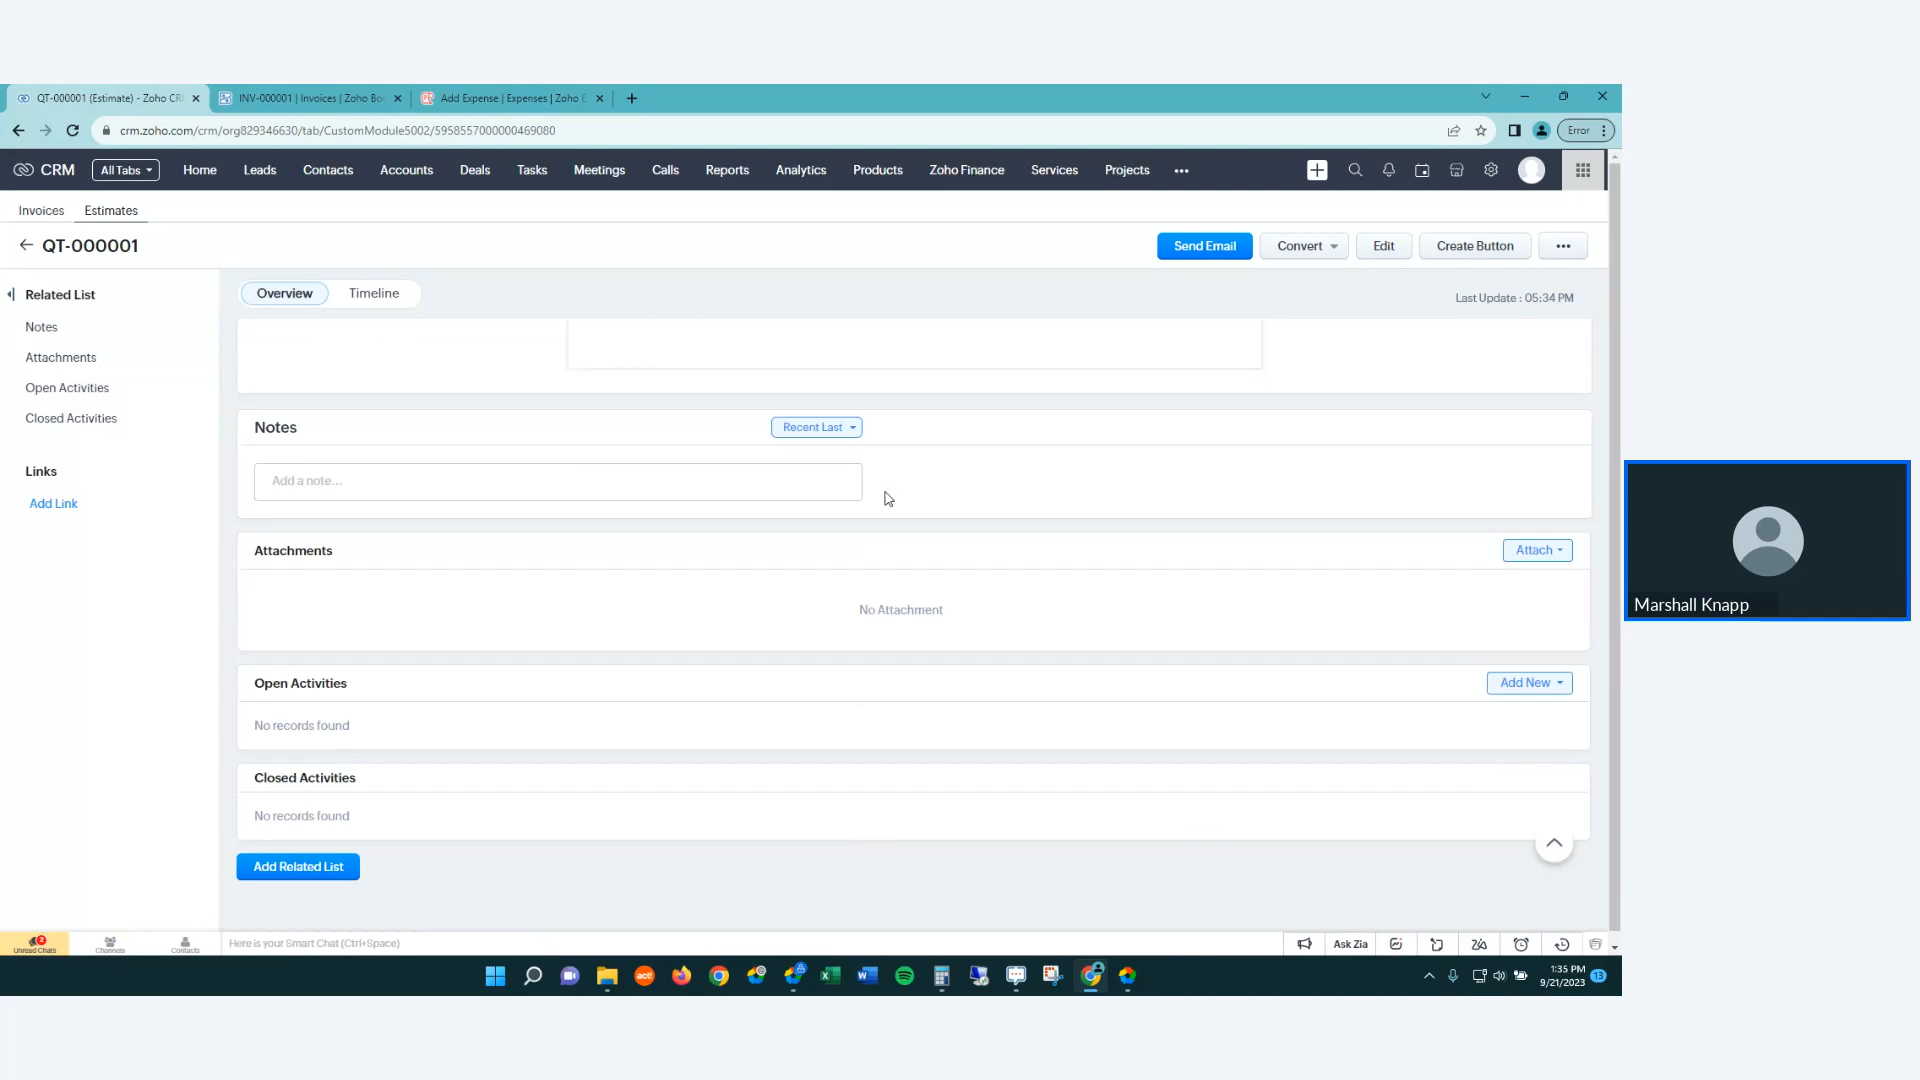 QT-000001 (Estimate) - Zoho CR
INV-000001 | Invoices | Zoho Bo
Add Expense | Expenses | Zoho E
crm.zoho.com/crm/org829346630/tab/CustomModule5002/5958557000000469080
Error
CRM
All Tabs
Home
Leads
Contacts
Accounts
Deals
Tasks
Meetings
Calls
Reports
Analytics
Products
Zoho Finance
Services
Projects
Invoices
Estimates
QT-000001
Send Email
Convert
Edit
Create Button
Related List
Notes
Attachments
Open Activities
Closed Activities
Links
Add Link
Overview
Timeline
Last Update : 05:34 PM
Notes
Recent Last
Add a note...
Attachments
Attach
No Attachment
Open Activities
Add New
No records found
Closed Activities
No records found
Add Related List
Marshall Knapp
2
Unread Chats
Channels
Contacts
Here is your Smart Chat (Ctrl+Space)
Ask Zia
act!
1:35 PM
9/21/2023
13